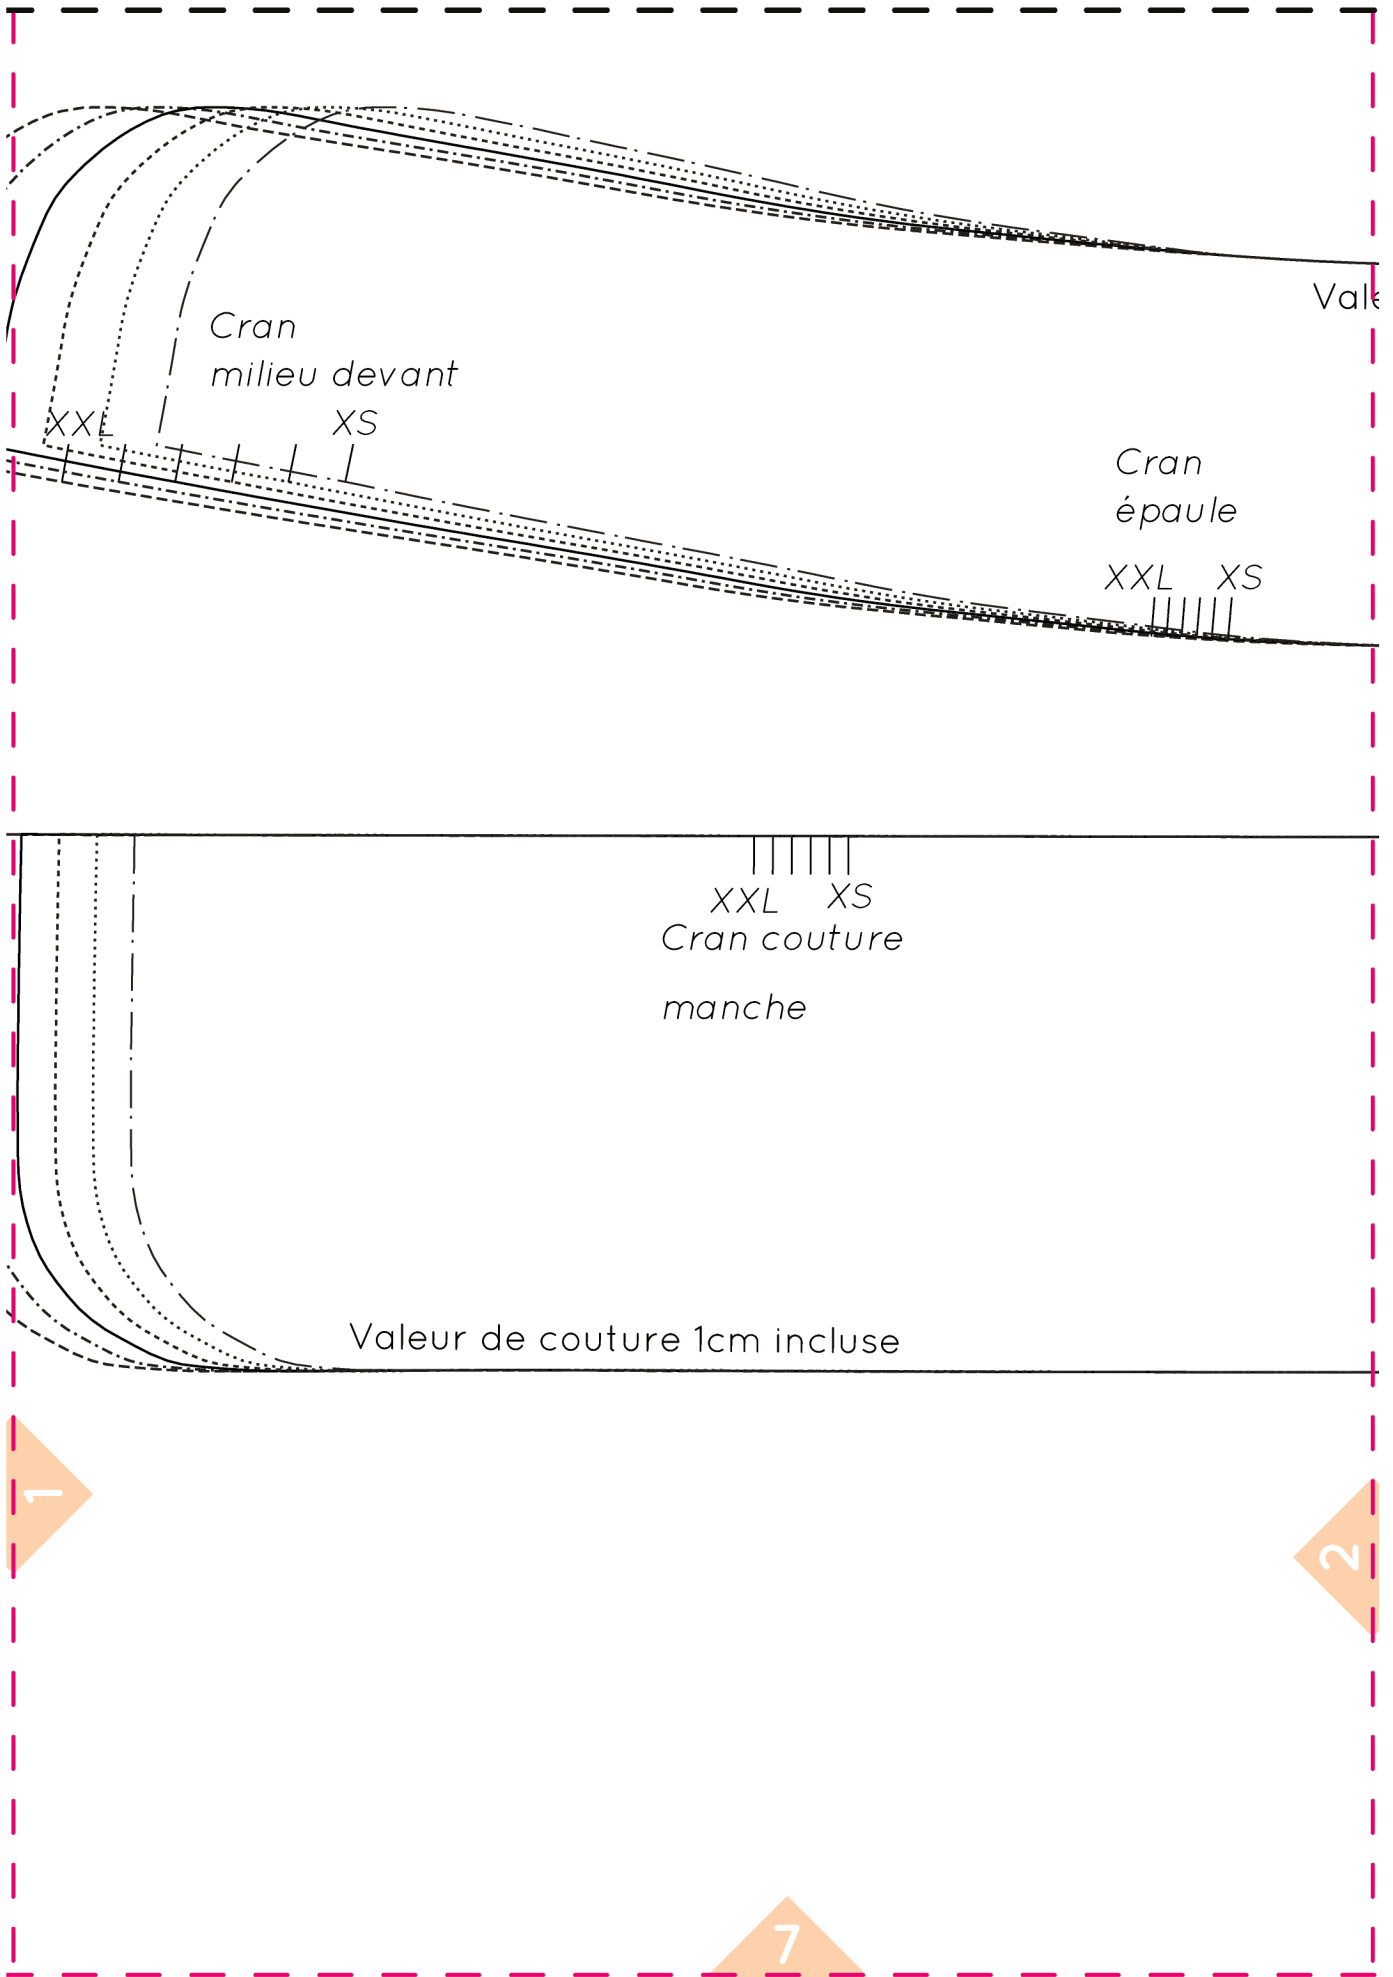 Vale
Cran
milieu devant
XXL XS
Cran
épaule
XXL XS
XXL XS
Cran couture
manche
Valeur de couture 1cm incluse
1
2
7